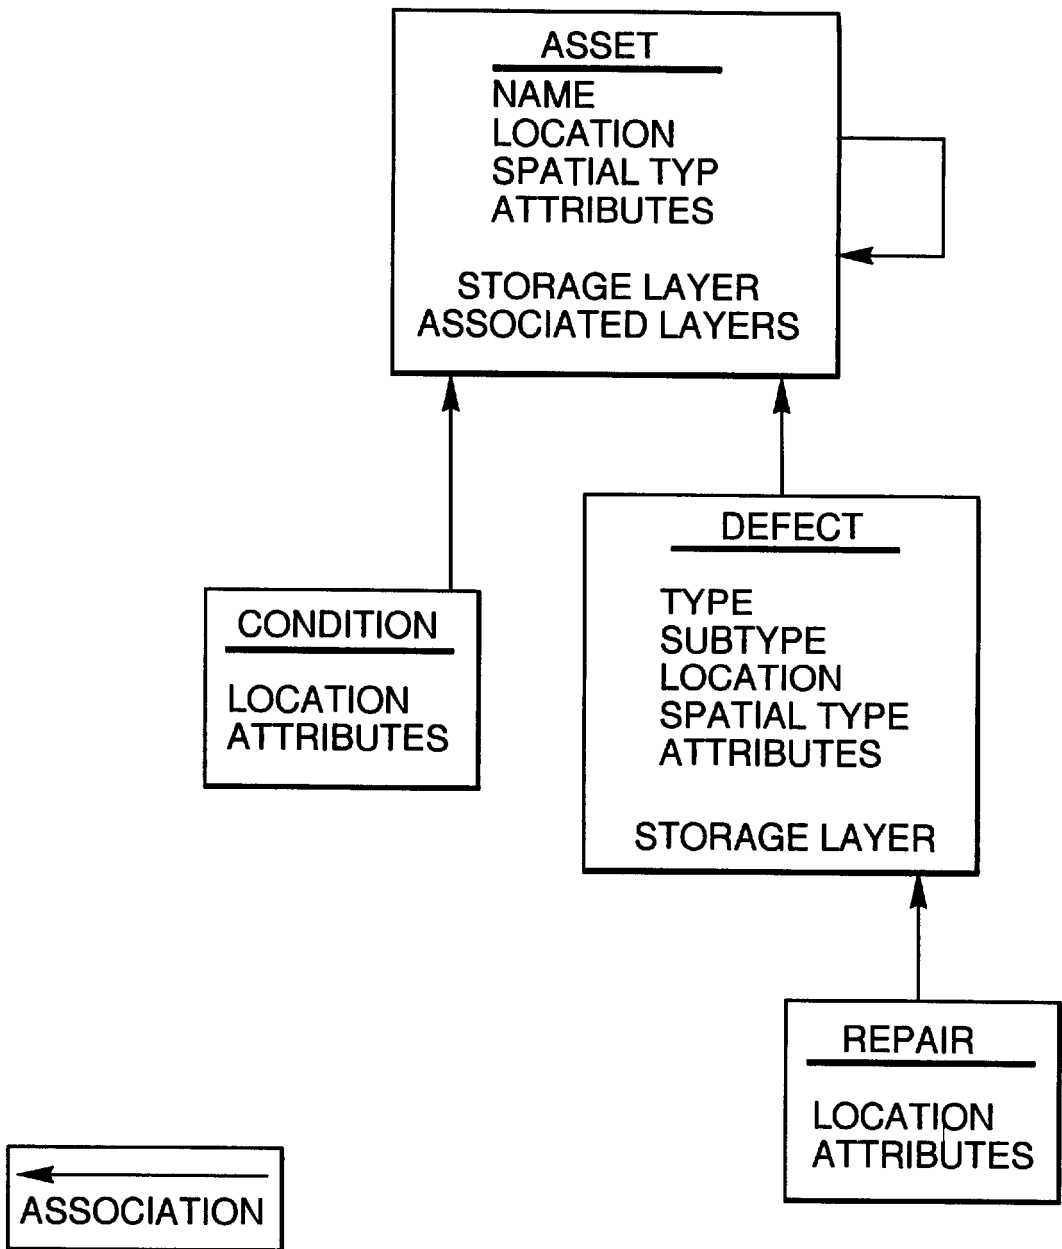 ASSET
NAME
LOCATION
SPATIAL TYP
ATTRIBUTES
STORAGE LAYER
ASSOCIATED LAYERS
DEFECT
TYPE
SUBTYPE
LOCATION
SPATIAL TYPE
ATTRIBUTES
STORAGE LAYER
CONDITION
LOCATION
ATTRIBUTES
REPAIR
LOCATION
ATTRIBUTES
ASSOCIATION